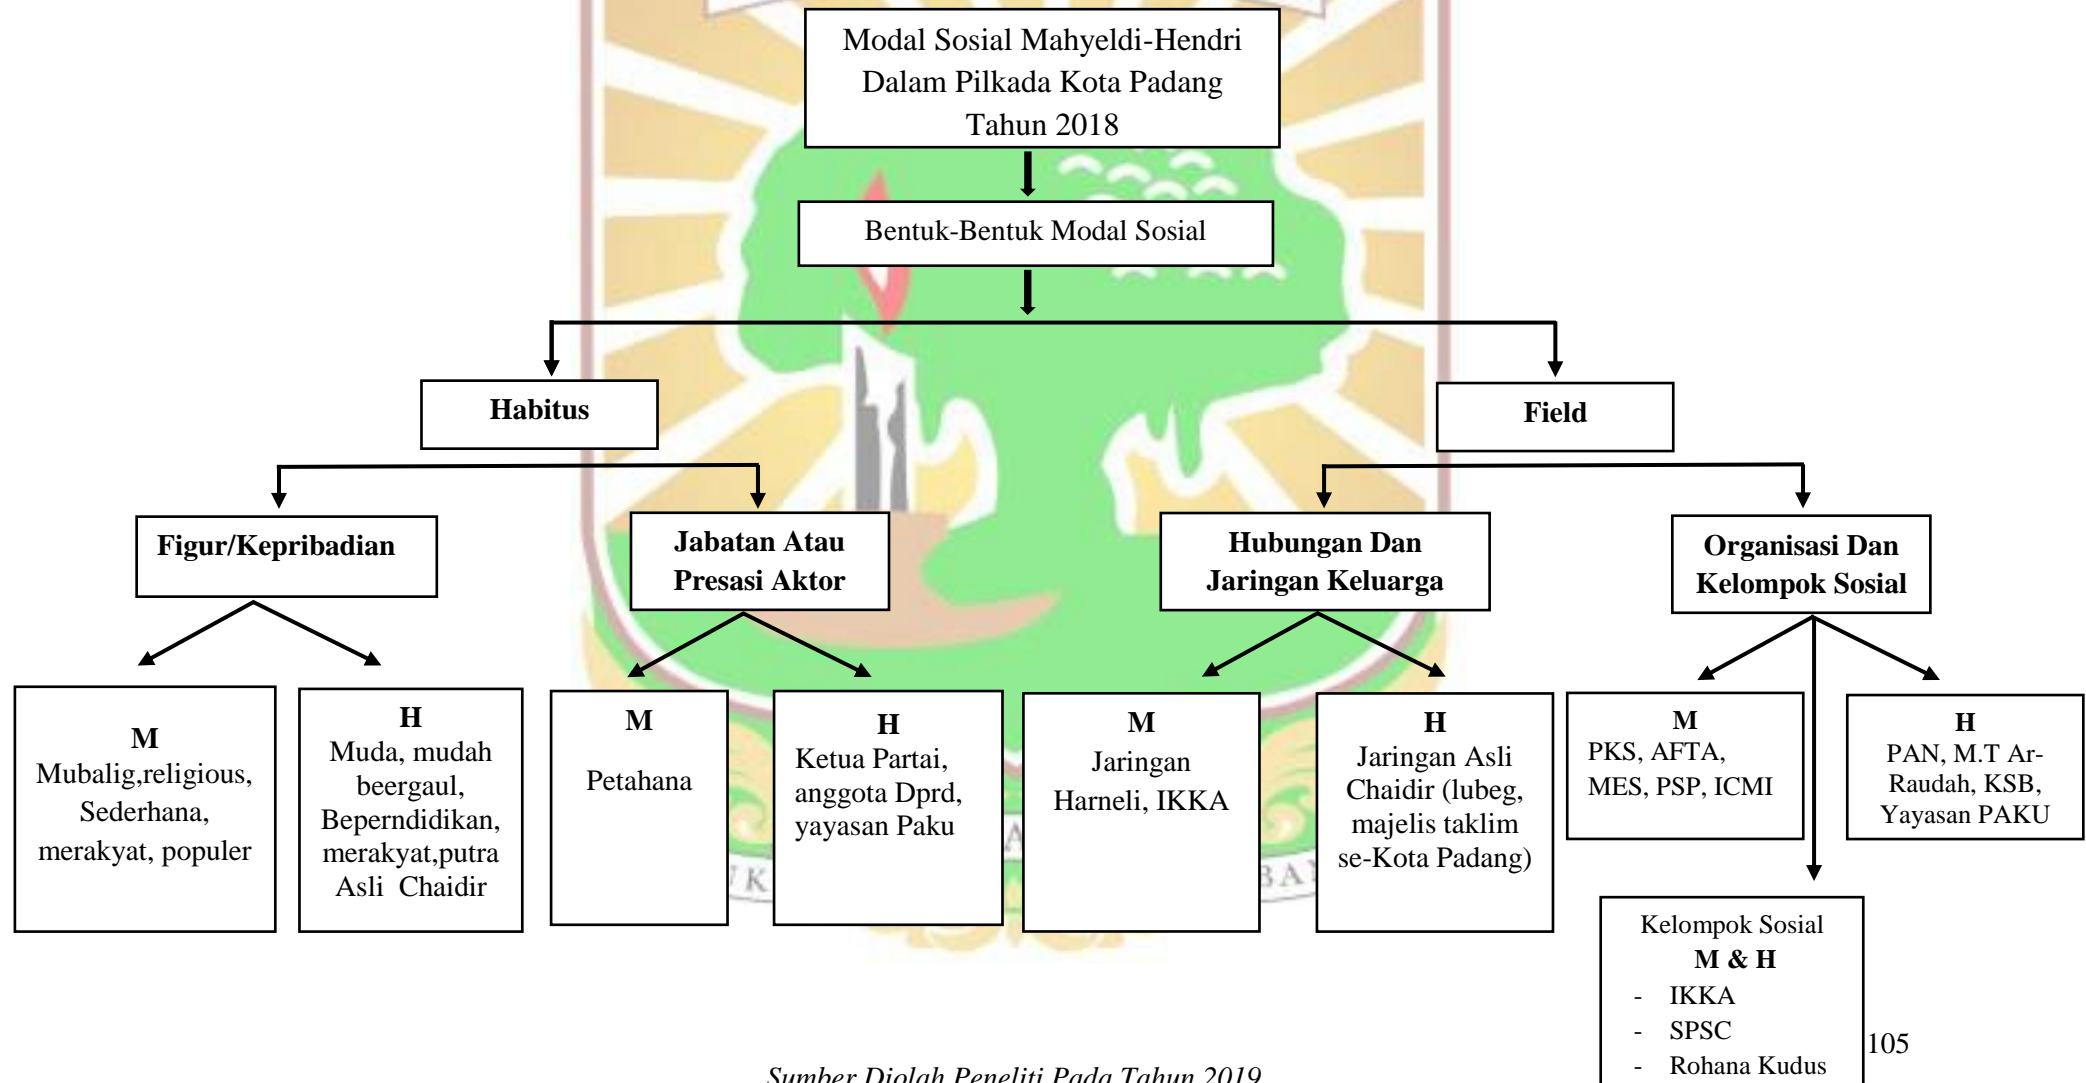 Modal Sosial Mahyeldi-Hendri
Dalam Pilkada Kota Padang
Tahun 2018
Bentuk-Bentuk Modal Sosial
Habitus
Field
Figur/Kepribadian
Jabatan Atau
Presasi Aktor
Hubungan Dan
Jaringan Keluarga
Organisasi Dan
Kelompok Sosial
M
Mubalig,religious,
Sederhana,
merakyat, populer
H
Muda, mudah
beergaul,
Beperndidikan,
merakyat,putra
Asli Chaidir
M
Petahana
H
Ketua Partai,
anggota Dprd,
yayasan Paku
M
Jaringan
Harneli, IKKA
H
Jaringan Asli
Chaidir (lubeg,
majelis taklim
se-Kota Padang)
M
PKS, AFTA,
MES, PSP, ICMI
H
PAN, M.T Ar-
Raudah, KSB,
Yayasan PAKU
Kelompok Sosial
M & H
- IKKA
- SPSC
- Rohana Kudus
105
Sumber Diolah Peneliti Pada Tahun 2019